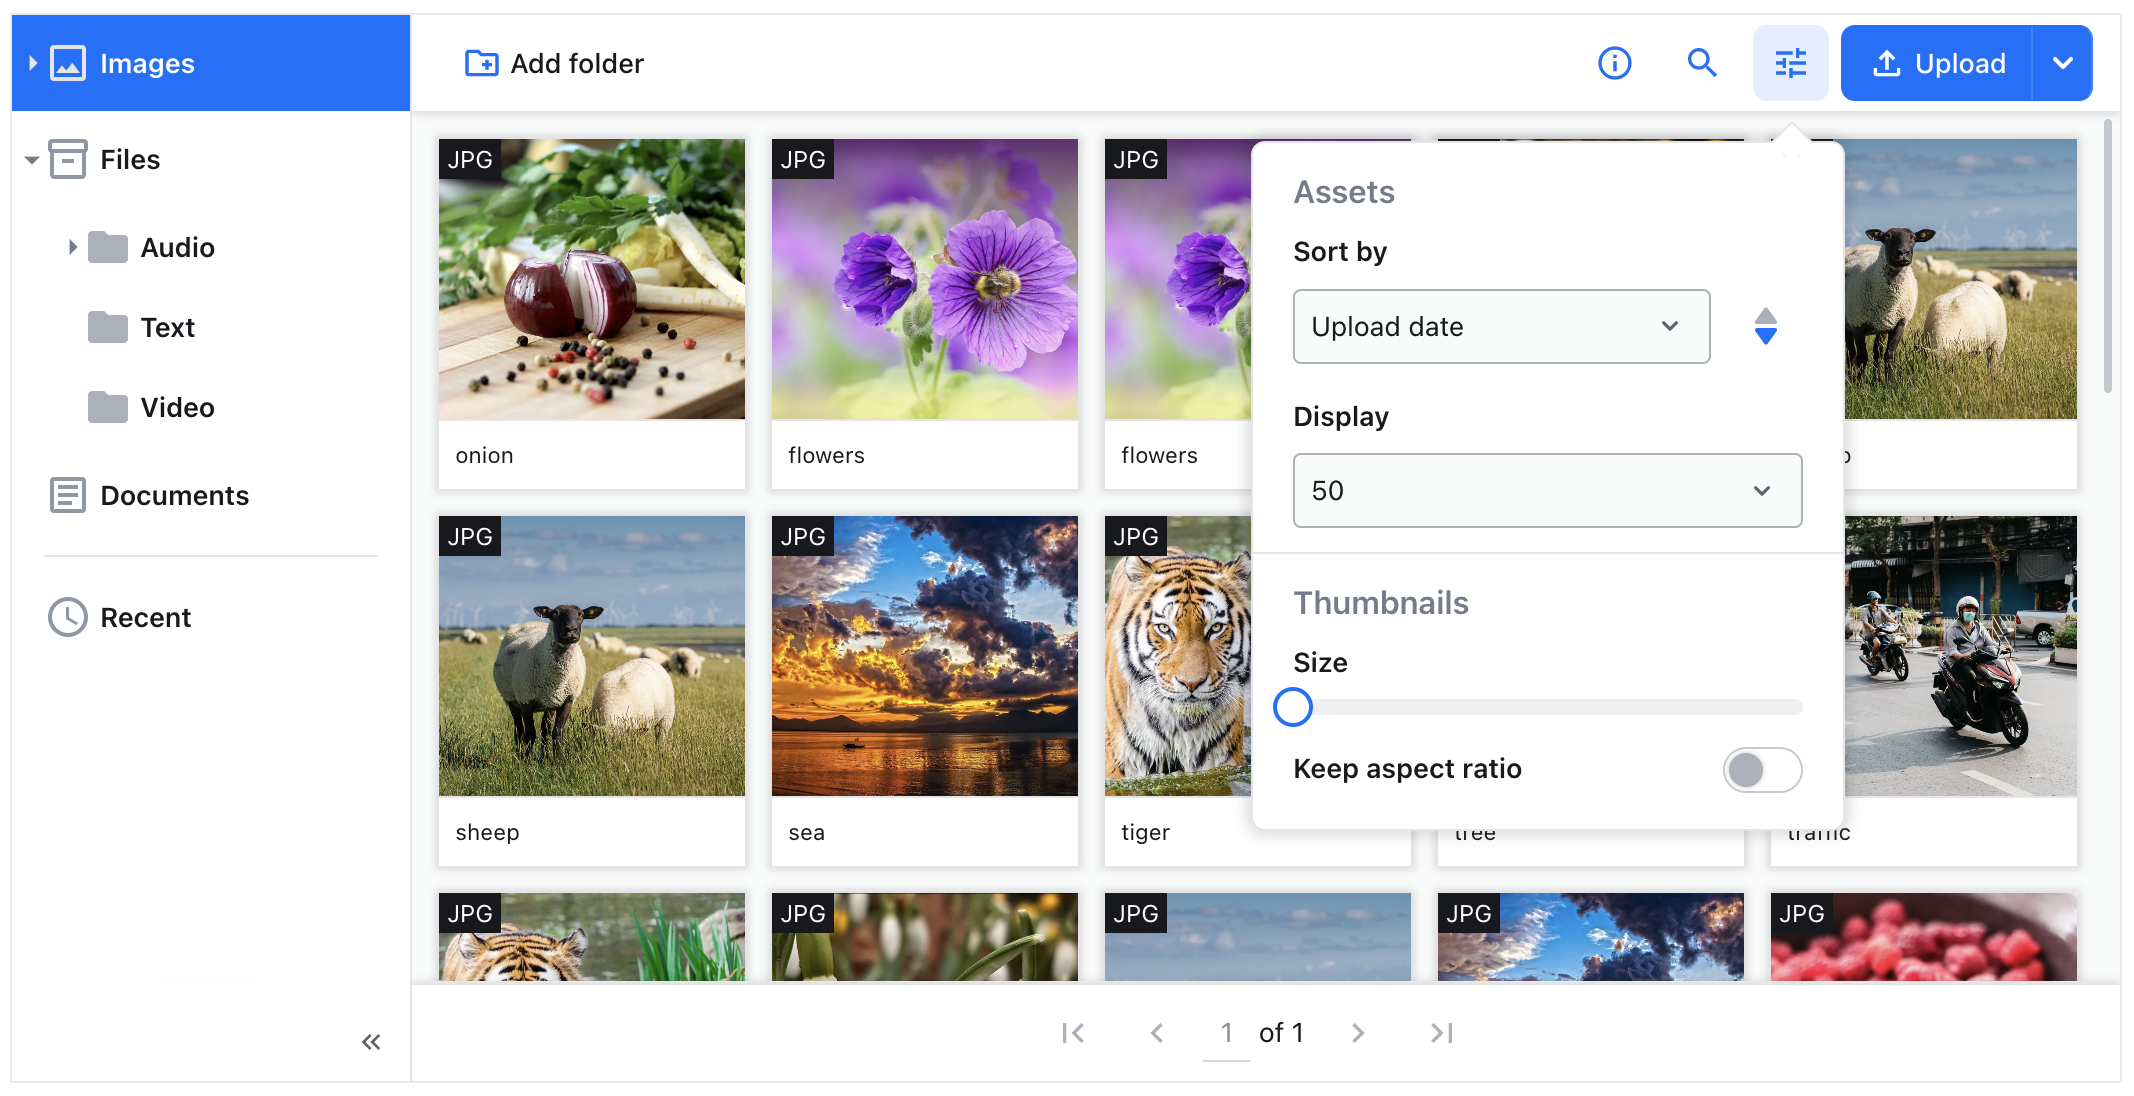 Images
Add folder
Upload
Files
Audio
Text
Video
Documents
Recent
JPG
JPG
JPG
onion
flowers
flowers
Assets
Sort by
Upload date
Display
50
Thumbnails
Size
Keep aspect ratio
JPG
JPG
JPG
sheep
sea
tiger
tree
traffic
JPG
JPG
JPG
JPG
JPG
1 of 1